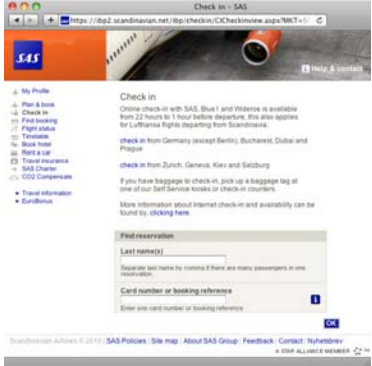 Check in - SAS
https://ibp2.scandinavian.net/ibp/checkin/CICheckinview.aspx?MKT=
SAS
Help & contact
My Profile
Plan & book
Check in
Find booking
Flight status
Timetable
Book hotel
Rent a car
Travel insurance
SAS Charter
CO2 Compensate
Travel information
EuroBonus
Check in
Online check-in with SAS, Blue1 and Wideroe is available
from 22 hours to 1 hour before departure, this also applies
for Lufthansa flights departing from Scandinavia.
check in from Germany (except Berlin), Bucharest, Dubai and
Prague
check in from Zurich, Geneva, Kiev and Salzburg
If you have baggage to check-in, pick up a baggage tag at
one of our Self Service kiosks or check-in counters.
More information about Internet check-in and availability can be
found by, clicking here.
Find reservation
Last name(s)
Separate last name by comma if there are many passengers in one
reservation.
Card number or booking reference
i
Enter one card number or booking reference
OK
Scandinavian Airlines © 2010 | SAS Policies | Site map | About SAS Group | Feedback | Contact | Nyhetsbrev
A STAR ALLIANCE MEMBER